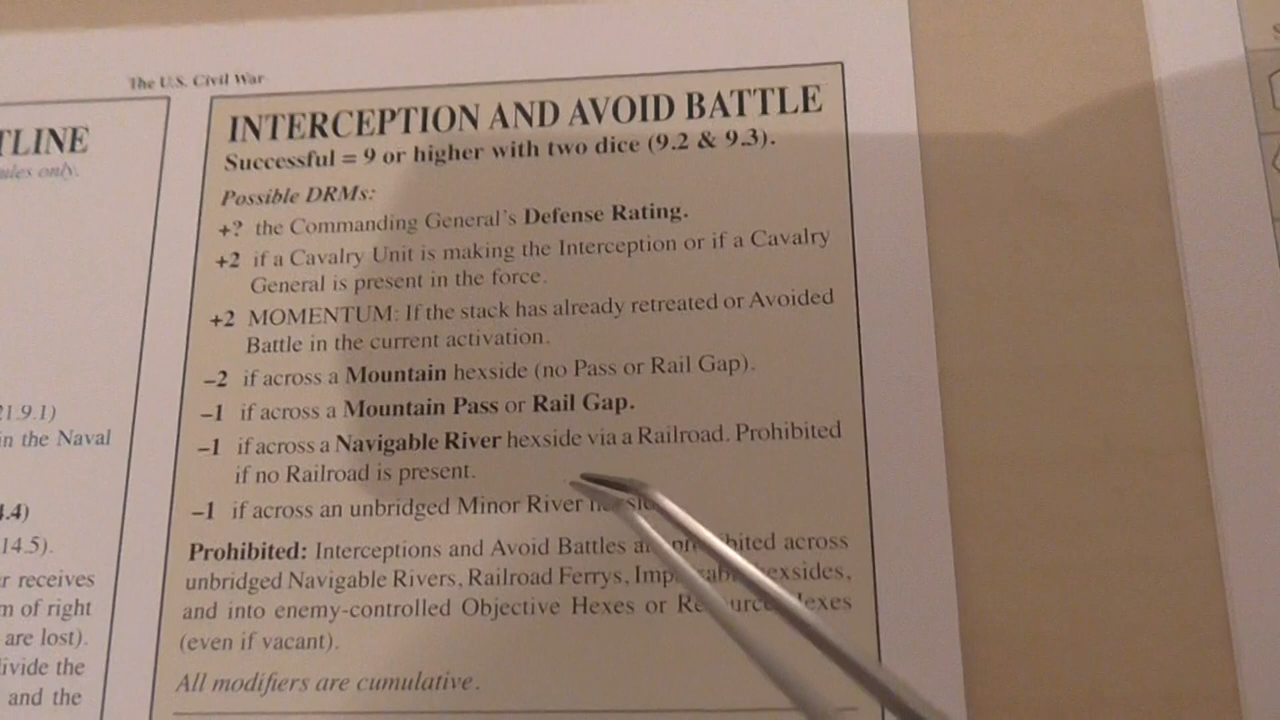 The U.S. Civil War
TLINE
ules only.
21.9.1)
in the Naval
4.4)
14.5).
r receives
m of right
are lost).
ivide the
and the
INTERCEPTION AND AVOID BATTLE
Successful = 9 or higher with two dice (9.2 & 9.3).
Possible DRMs:
+? the Commanding General's Defense Rating.
+2 if a Cavalry Unit is making the Interception or if a Cavalry
General is present in the force.
+2 MOMENTUM: If the stack has already retreated or Avoided
Battle in the current activation.
–2 if across a Mountain hexside (no Pass or Rail Gap).
–1 if across a Mountain Pass or Rail Gap.
–1 if across a Navigable River hexside via a Railroad. Prohibited
if no Railroad is present.
–1 if across an unbridged Minor River
Prohibited: Interceptions and Avoid Battles across
unbridged Navigable Rivers, Railroad Ferrys,
and into enemy-controlled Objective Hexes or
(even if vacant).
All modifiers are cumulative.